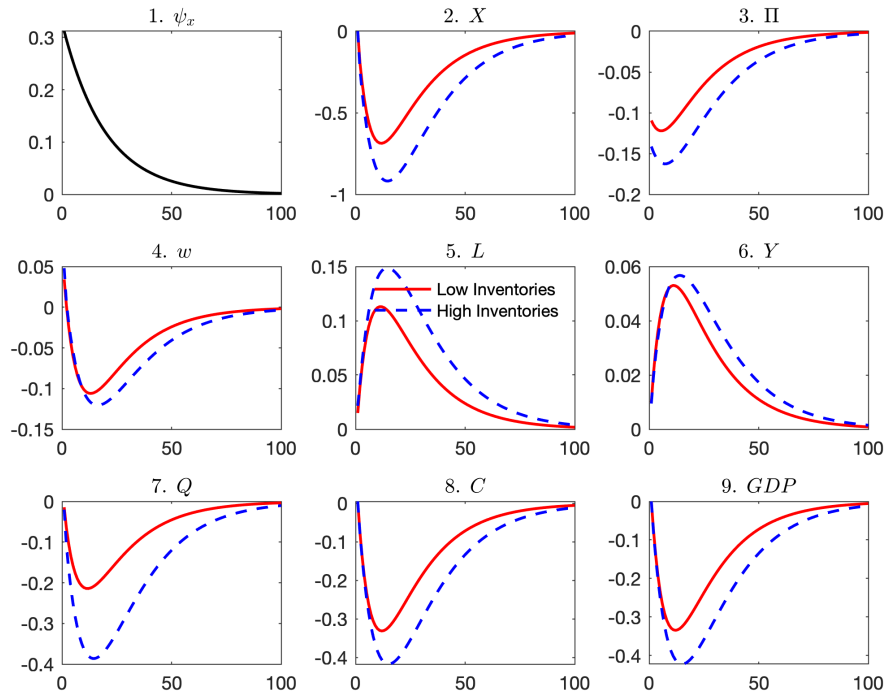 1. ψx
0.3
0.2
0.1
0
0 50 100
2. X
0
-0.5
-1
0 50 100
3. Π
0
-0.05
-0.1
-0.15
-0.2
0 50 100
4. w
0.05
0
-0.05
-0.1
-0.15
0 50 100
5. L
0.15
0.1
0.05
0
Low Inventories
High Inventories
0 50 100
6. Y
0.06
0.04
0.02
0
0 50 100
7. Q
0
-0.1
-0.2
-0.3
-0.4
0 50 100
8. C
0
-0.1
-0.2
-0.3
-0.4
0 50 100
9. GDP
0
-0.1
-0.2
-0.3
-0.4
0 50 100